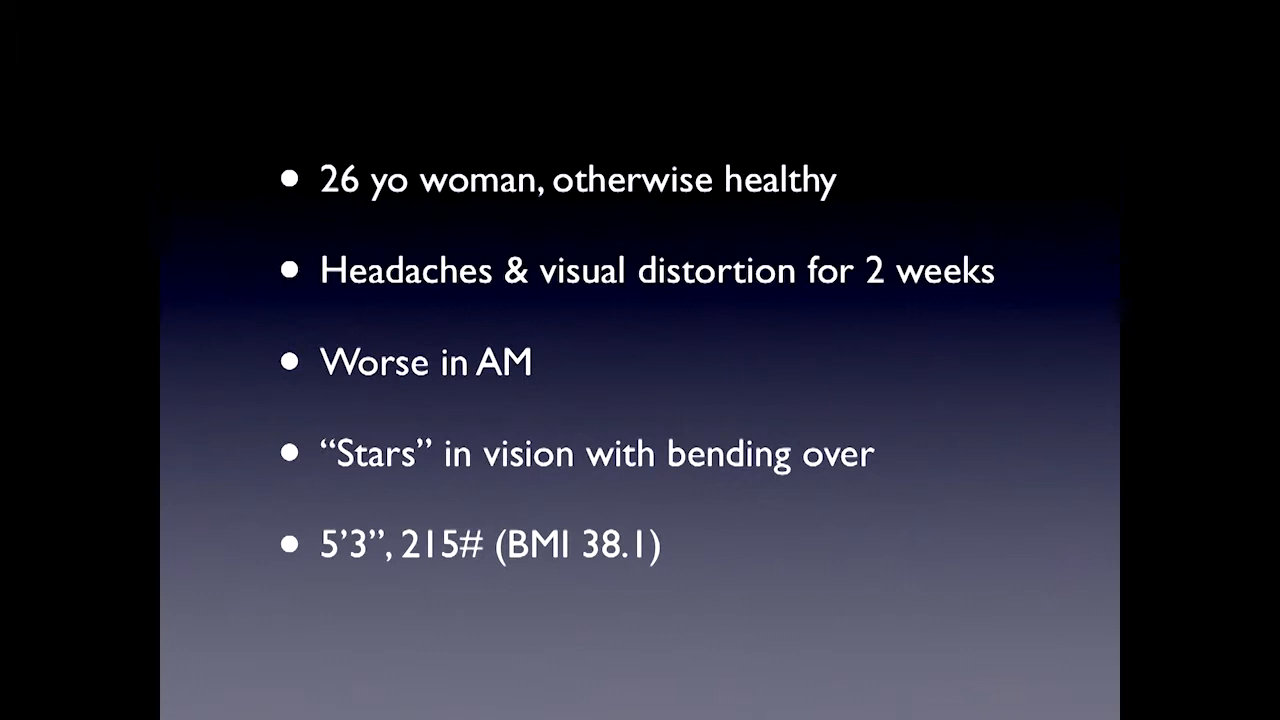 • 26 yo woman, otherwise healthy
• Headaches & visual distortion for 2 weeks
• Worse in AM
• “Stars” in vision with bending over
• 5’3”, 215# (BMI 38.1)